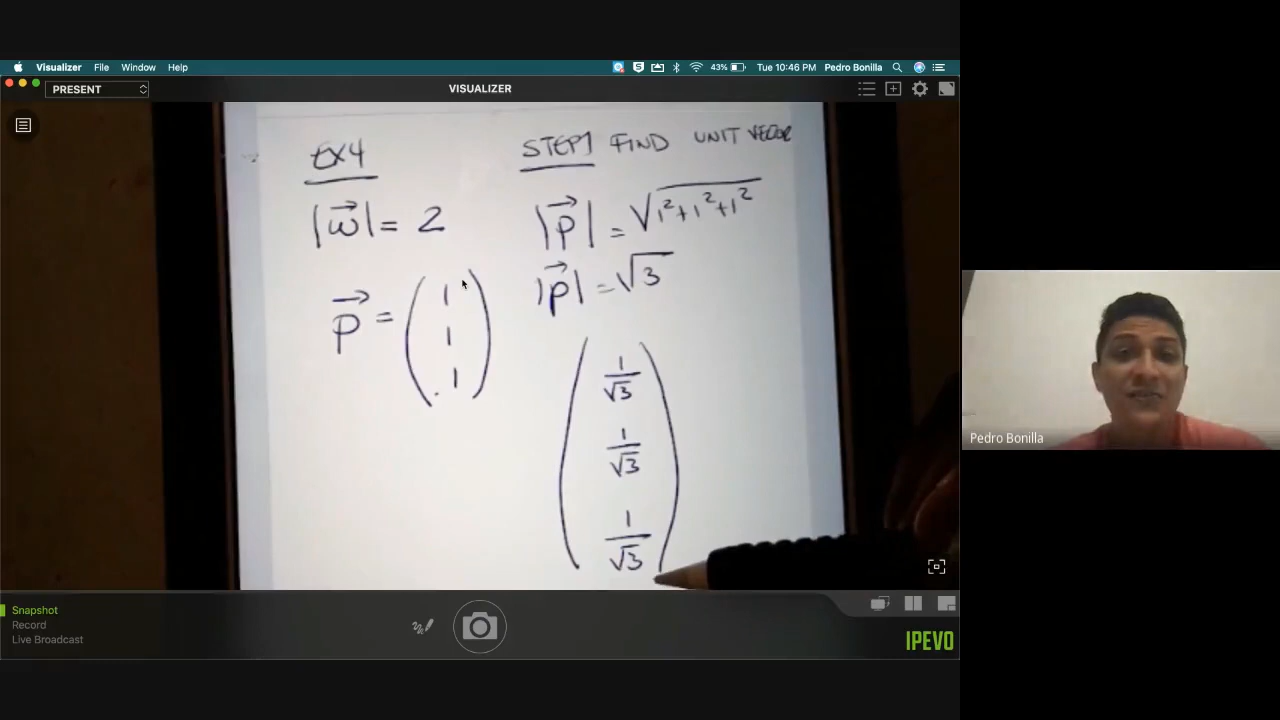 Visualizer File Window Help 43% Tue 10:46 PM Pedro Bonilla
PRESENT VISUALIZER
EX4
|w⃗| = 2
p⃗ = (1
1
1)
STEP1 FIND UNIT VECTOR
|p⃗| = √1²+1²+1²
|p⃗| = √3
(1/√3
1/√3
1/√3)
Pedro Bonilla
Snapshot
Record
Live Broadcast
IPEVO